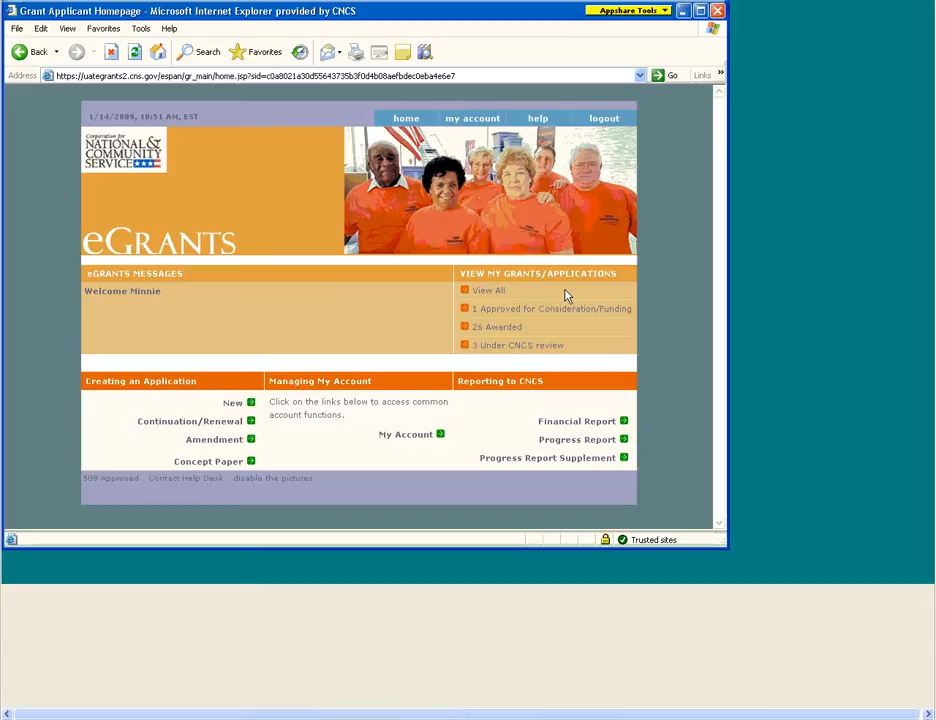 Grant Applicant Homepage - Microsoft Internet Explorer provided by CNCS
Appshare Tools
File Edit View Favorites Tools Help
Back Search Favorites
Address https://uategrants2.cns.gov/espan/gr_main/home.jsp?sid=c0a8021a30d55643735b3f0d4b08aefbdec0eba4e6e7 Go Links »
1/14/2009, 10:51 AM, EST
home my account help logout
Corporation for
NATIONAL &
COMMUNITY
SERVICE
eGRANTS
eGRANTS MESSAGES
Welcome Minnie
VIEW MY GRANTS/APPLICATIONS
View All
1 Approved for Consideration/Funding
26 Awarded
3 Under CNCS review
Creating an Application
New
Continuation/Renewal
Amendment
Concept Paper
Managing My Account
Click on the links below to access common
account functions.
My Account
Reporting to CNCS
Financial Report
Progress Report
Progress Report Supplement
508 Approved Contact Help Desk disable the pictures
Trusted sites